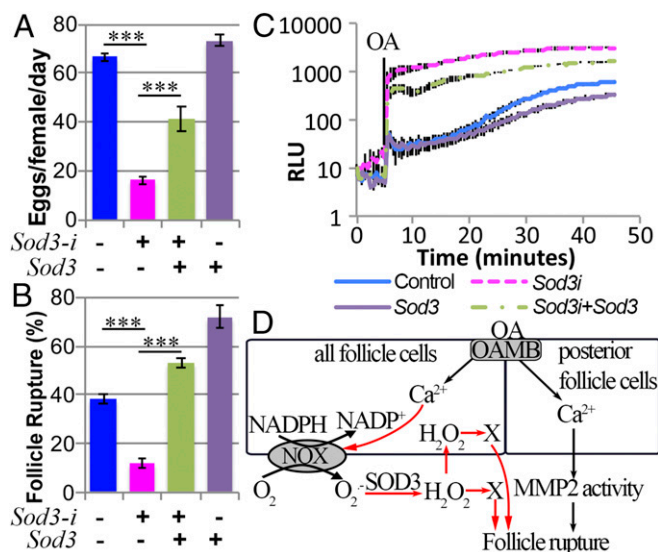 A
Eggs/female/day
80
60
40
20
0
***
***
Sod3-i - + + -
Sod3 - - + +
B
Follicle Rupture (%)
80
60
40
20
0
***
***
Sod3-i - + + -
Sod3 - - + +
C
OA
RLU
10000
1000
100
10
1
0 10 20 30 40 50
Time (minutes)
Control Sod3i
Sod3 Sod3i+Sod3
D
OA
OAMB
all follicle cells
posterior
follicle cells
Ca2+
Ca2+
NADPH NADP+
NOX
H2O2 X
O2 O2.- SOD3 H2O2 X
MMP2 activity
Follicle rupture